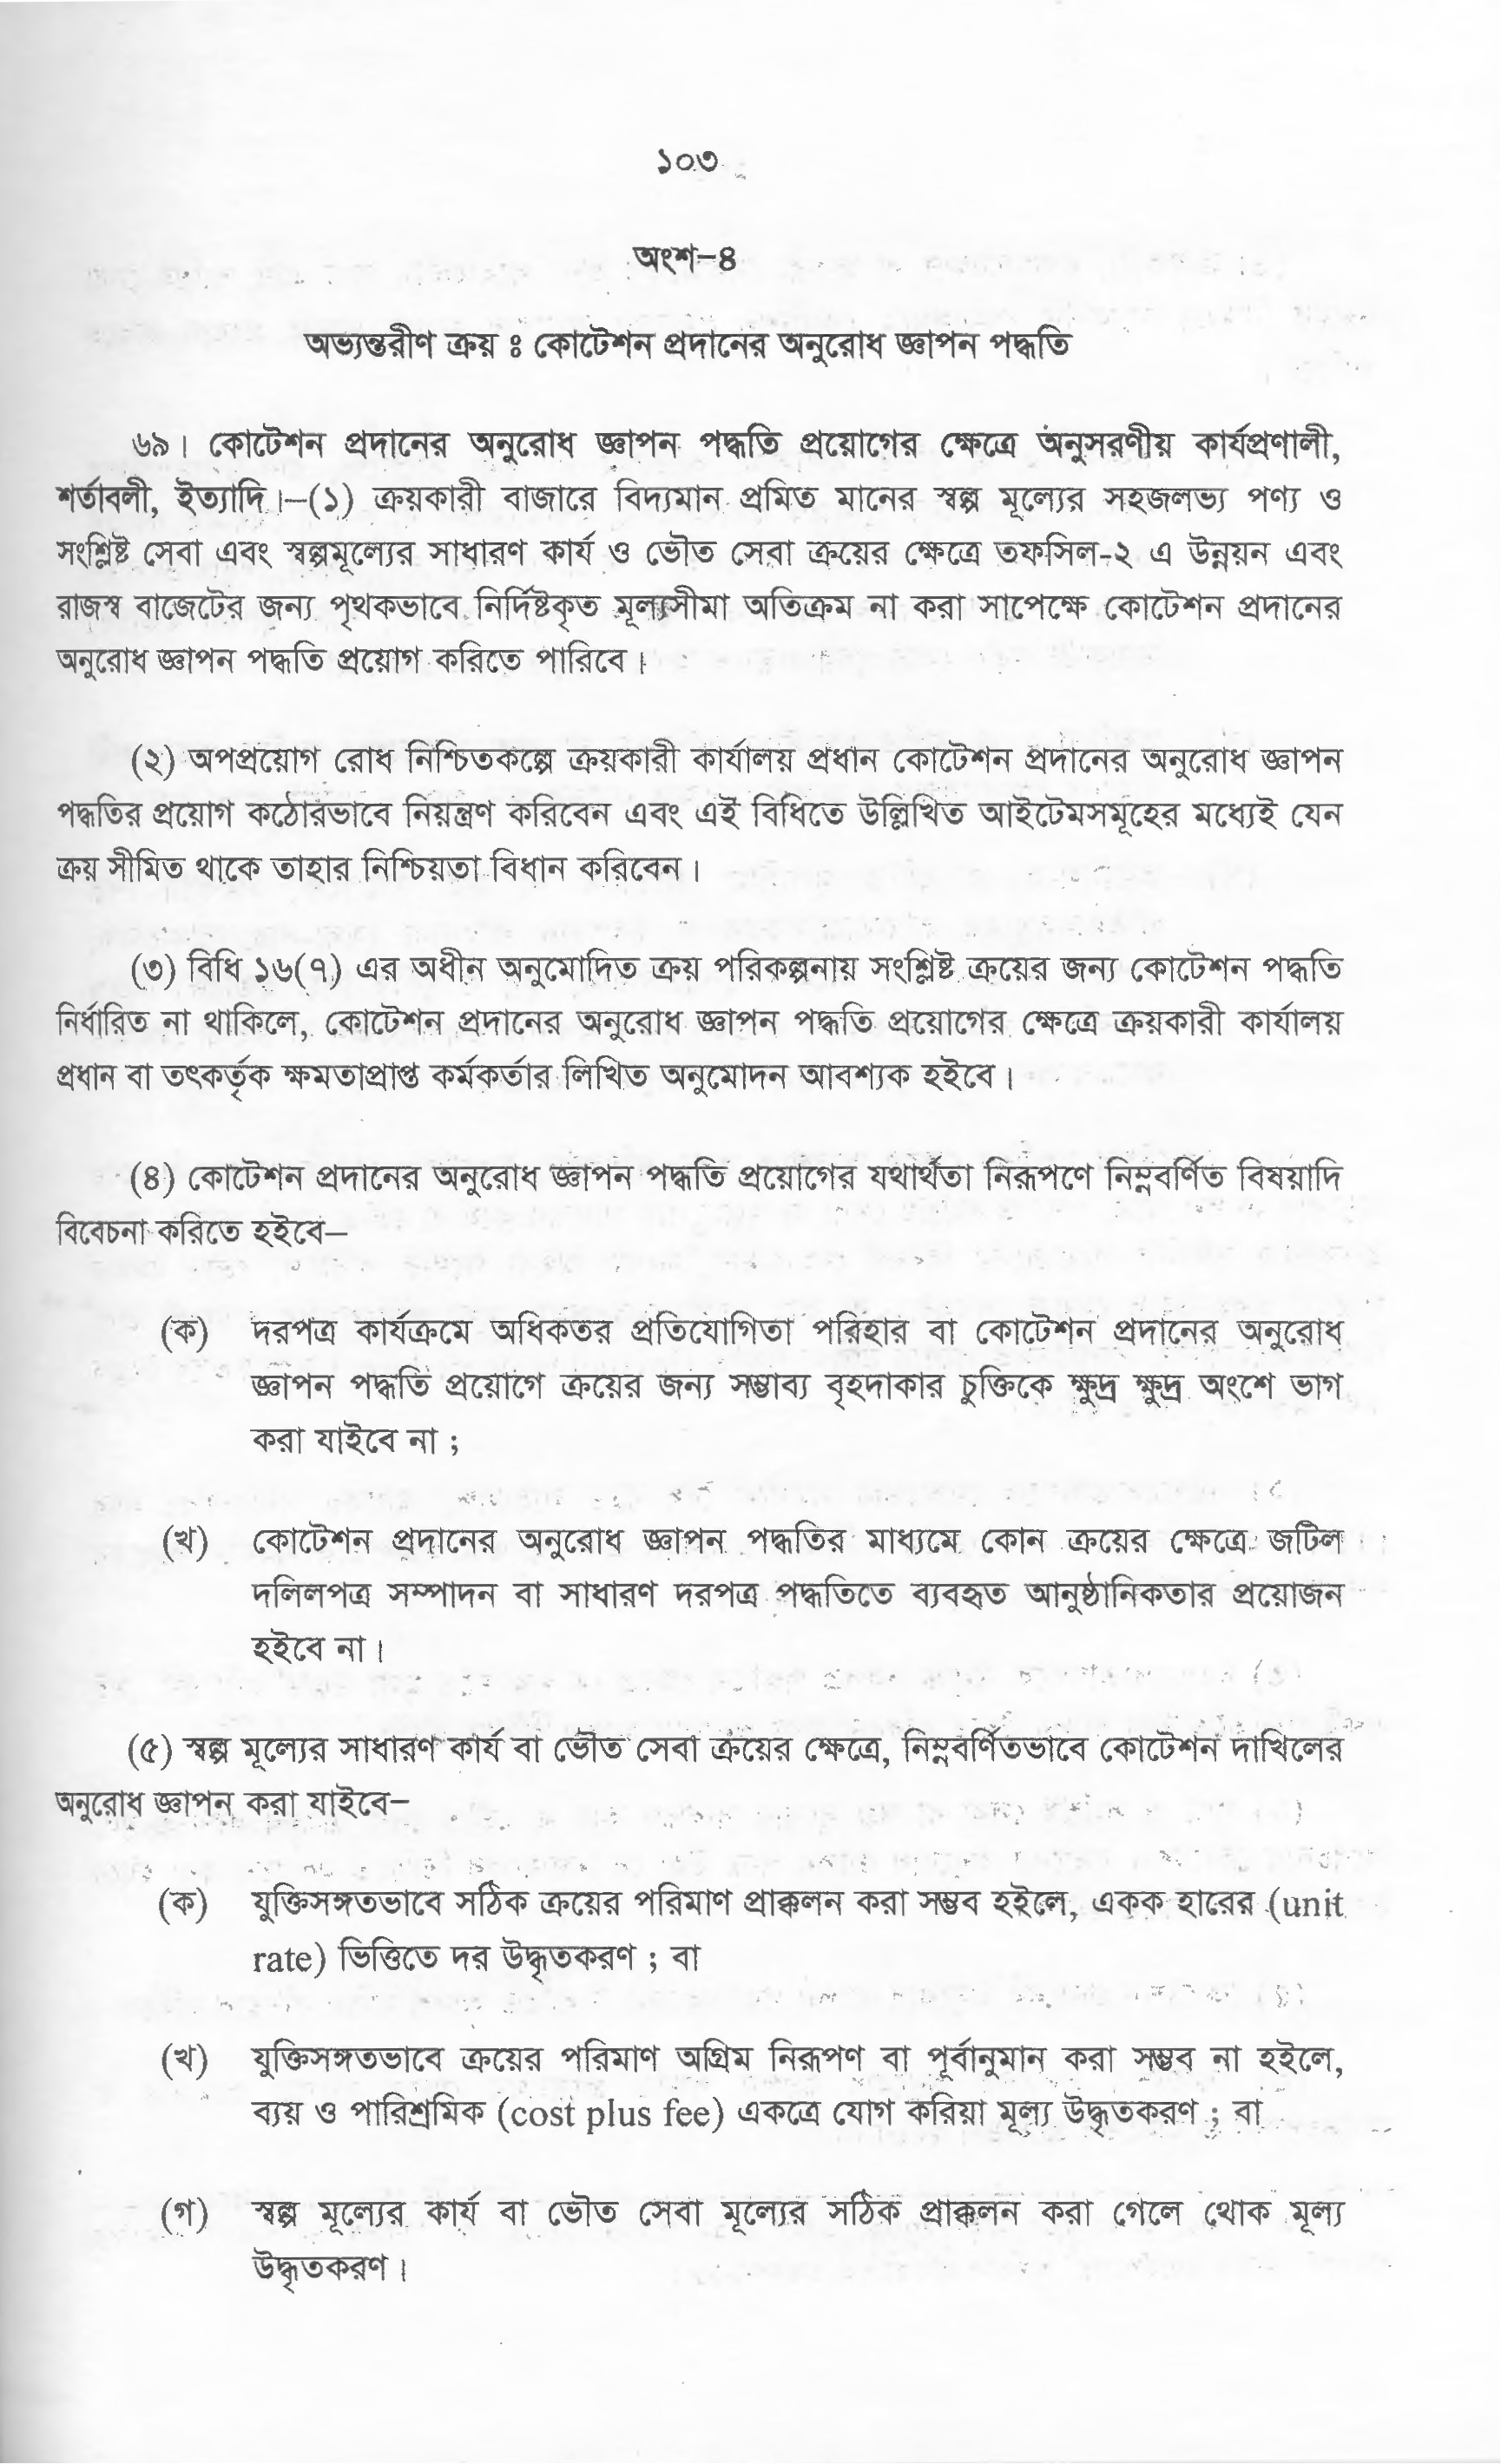 ১০৩
অংশ–৪
অভ্যন্তরীণ ক্রয় ঃ কোটেশন প্রদানের অনুরোধ জ্ঞাপন পদ্ধতি
৬৯। কোটেশন প্রদানের অনুরোধ জ্ঞাপন পদ্ধতি প্রয়োগের ক্ষেত্রে অনুসরণীয় কার্যপ্রণালী,
শর্তাবলী, ইত্যাদি।–(১) ক্রয়কারী বাজারে বিদ্যমান প্রমিত মানের স্বল্প মূল্যের সহজলভ্য পণ্য ও
সংশ্লিষ্ট সেবা এবং স্বল্পমূল্যের সাধারণ কার্য ও ভৌত সেবা ক্রয়ের ক্ষেত্রে তফসিল-২ এ উন্নয়ন এবং
রাজস্ব বাজেটের জন্য পৃথকভাবে নির্দিষ্টকৃত মূল্যসীমা অতিক্রম না করা সাপেক্ষে কোটেশন প্রদানের
অনুরোধ জ্ঞাপন পদ্ধতি প্রয়োগ করিতে পারিবে।
(২) অপপ্রয়োগ রোধ নিশ্চিতকল্পে ক্রয়কারী কার্যালয় প্রধান কোটেশন প্রদানের অনুরোধ জ্ঞাপন
পদ্ধতির প্রয়োগ কঠোরভাবে নিয়ন্ত্রণ করিবেন এবং এই বিধিতে উল্লিখিত আইটেমসমূহের মধ্যেই যেন
ক্রয় সীমিত থাকে তাহার নিশ্চিয়তা বিধান করিবেন।
(৩) বিধি ১৬(৭) এর অধীন অনুমোদিত ক্রয় পরিকল্পনায় সংশ্লিষ্ট ক্রয়ের জন্য কোটেশন পদ্ধতি
নির্ধারিত না থাকিলে, কোটেশন প্রদানের অনুরোধ জ্ঞাপন পদ্ধতি প্রয়োগের ক্ষেত্রে ক্রয়কারী কার্যালয়
প্রধান বা তৎকর্তৃক ক্ষমতাপ্রাপ্ত কর্মকর্তার লিখিত অনুমোদন আবশ্যক হইবে।
(৪) কোটেশন প্রদানের অনুরোধ জ্ঞাপন পদ্ধতি প্রয়োগের যথার্থতা নিরূপণে নিম্নবর্ণিত বিষয়াদি
বিবেচনা করিতে হইবে–
(ক) দরপত্র কার্যক্রমে অধিকতর প্রতিযোগিতা পরিহার বা কোটেশন প্রদানের অনুরোধ
জ্ঞাপন পদ্ধতি প্রয়োগে ক্রয়ের জন্য সম্ভাব্য বৃহদাকার চুক্তিকে ক্ষুদ্র ক্ষুদ্র অংশে ভাগ
করা যাইবে না ;
(খ) কোটেশন প্রদানের অনুরোধ জ্ঞাপন পদ্ধতির মাধ্যমে কোন ক্রয়ের ক্ষেত্রে জটিল
দলিলপত্র সম্পাদন বা সাধারণ দরপত্র পদ্ধতিতে ব্যবহৃত আনুষ্ঠানিকতার প্রয়োজন
হইবে না।
(৫) স্বল্প মূল্যের সাধারণ কার্য বা ভৌত সেবা ক্রয়ের ক্ষেত্রে, নিম্নবর্ণিতভাবে কোটেশন দাখিলের
অনুরোধ জ্ঞাপন করা যাইবে–
(ক) যুক্তিসঙ্গতভাবে সঠিক ক্রয়ের পরিমাণ প্রাক্কলন করা সম্ভব হইলে, একক হারের (unit
rate) ভিত্তিতে দর উদ্ধৃতকরণ ; বা
(খ) যুক্তিসঙ্গতভাবে ক্রয়ের পরিমাণ অগ্রিম নিরূপণ বা পূর্বানুমান করা সম্ভব না হইলে,
ব্যয় ও পারিশ্রমিক (cost plus fee) একত্রে যোগ করিয়া মূল্য উদ্ধৃতকরণ ; বা
(গ) স্বল্প মূল্যের কার্য বা ভৌত সেবা মূল্যের সঠিক প্রাক্কলন করা গেলে থোক মূল্য
উদ্ধৃতকরণ।